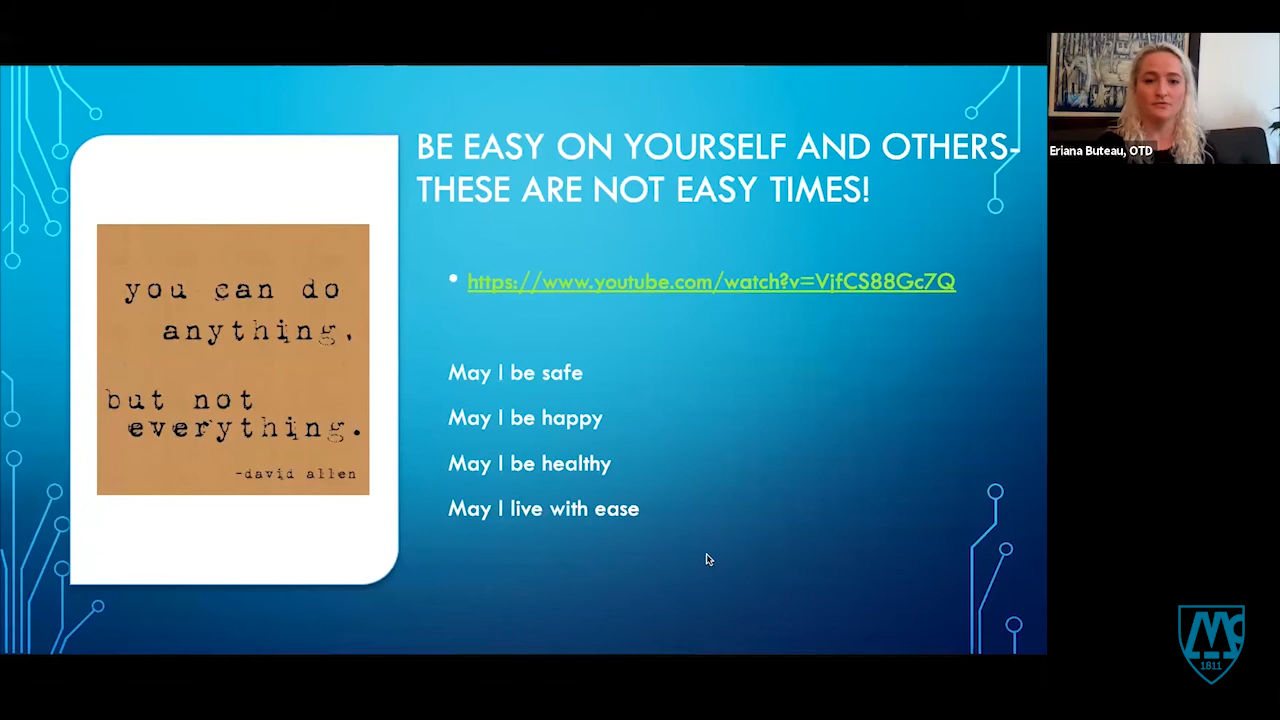 BE EASY ON YOURSELF AND OTHERS-
THESE ARE NOT EASY TIMES!
you can do
anything,
but not
everything.
-david allen
• https://www.youtube.com/watch?v=VjfCS88Gc7Q
May I be safe
May I be happy
May I be healthy
May I live with ease
Eriana Buteau, OTD
Mc
1811